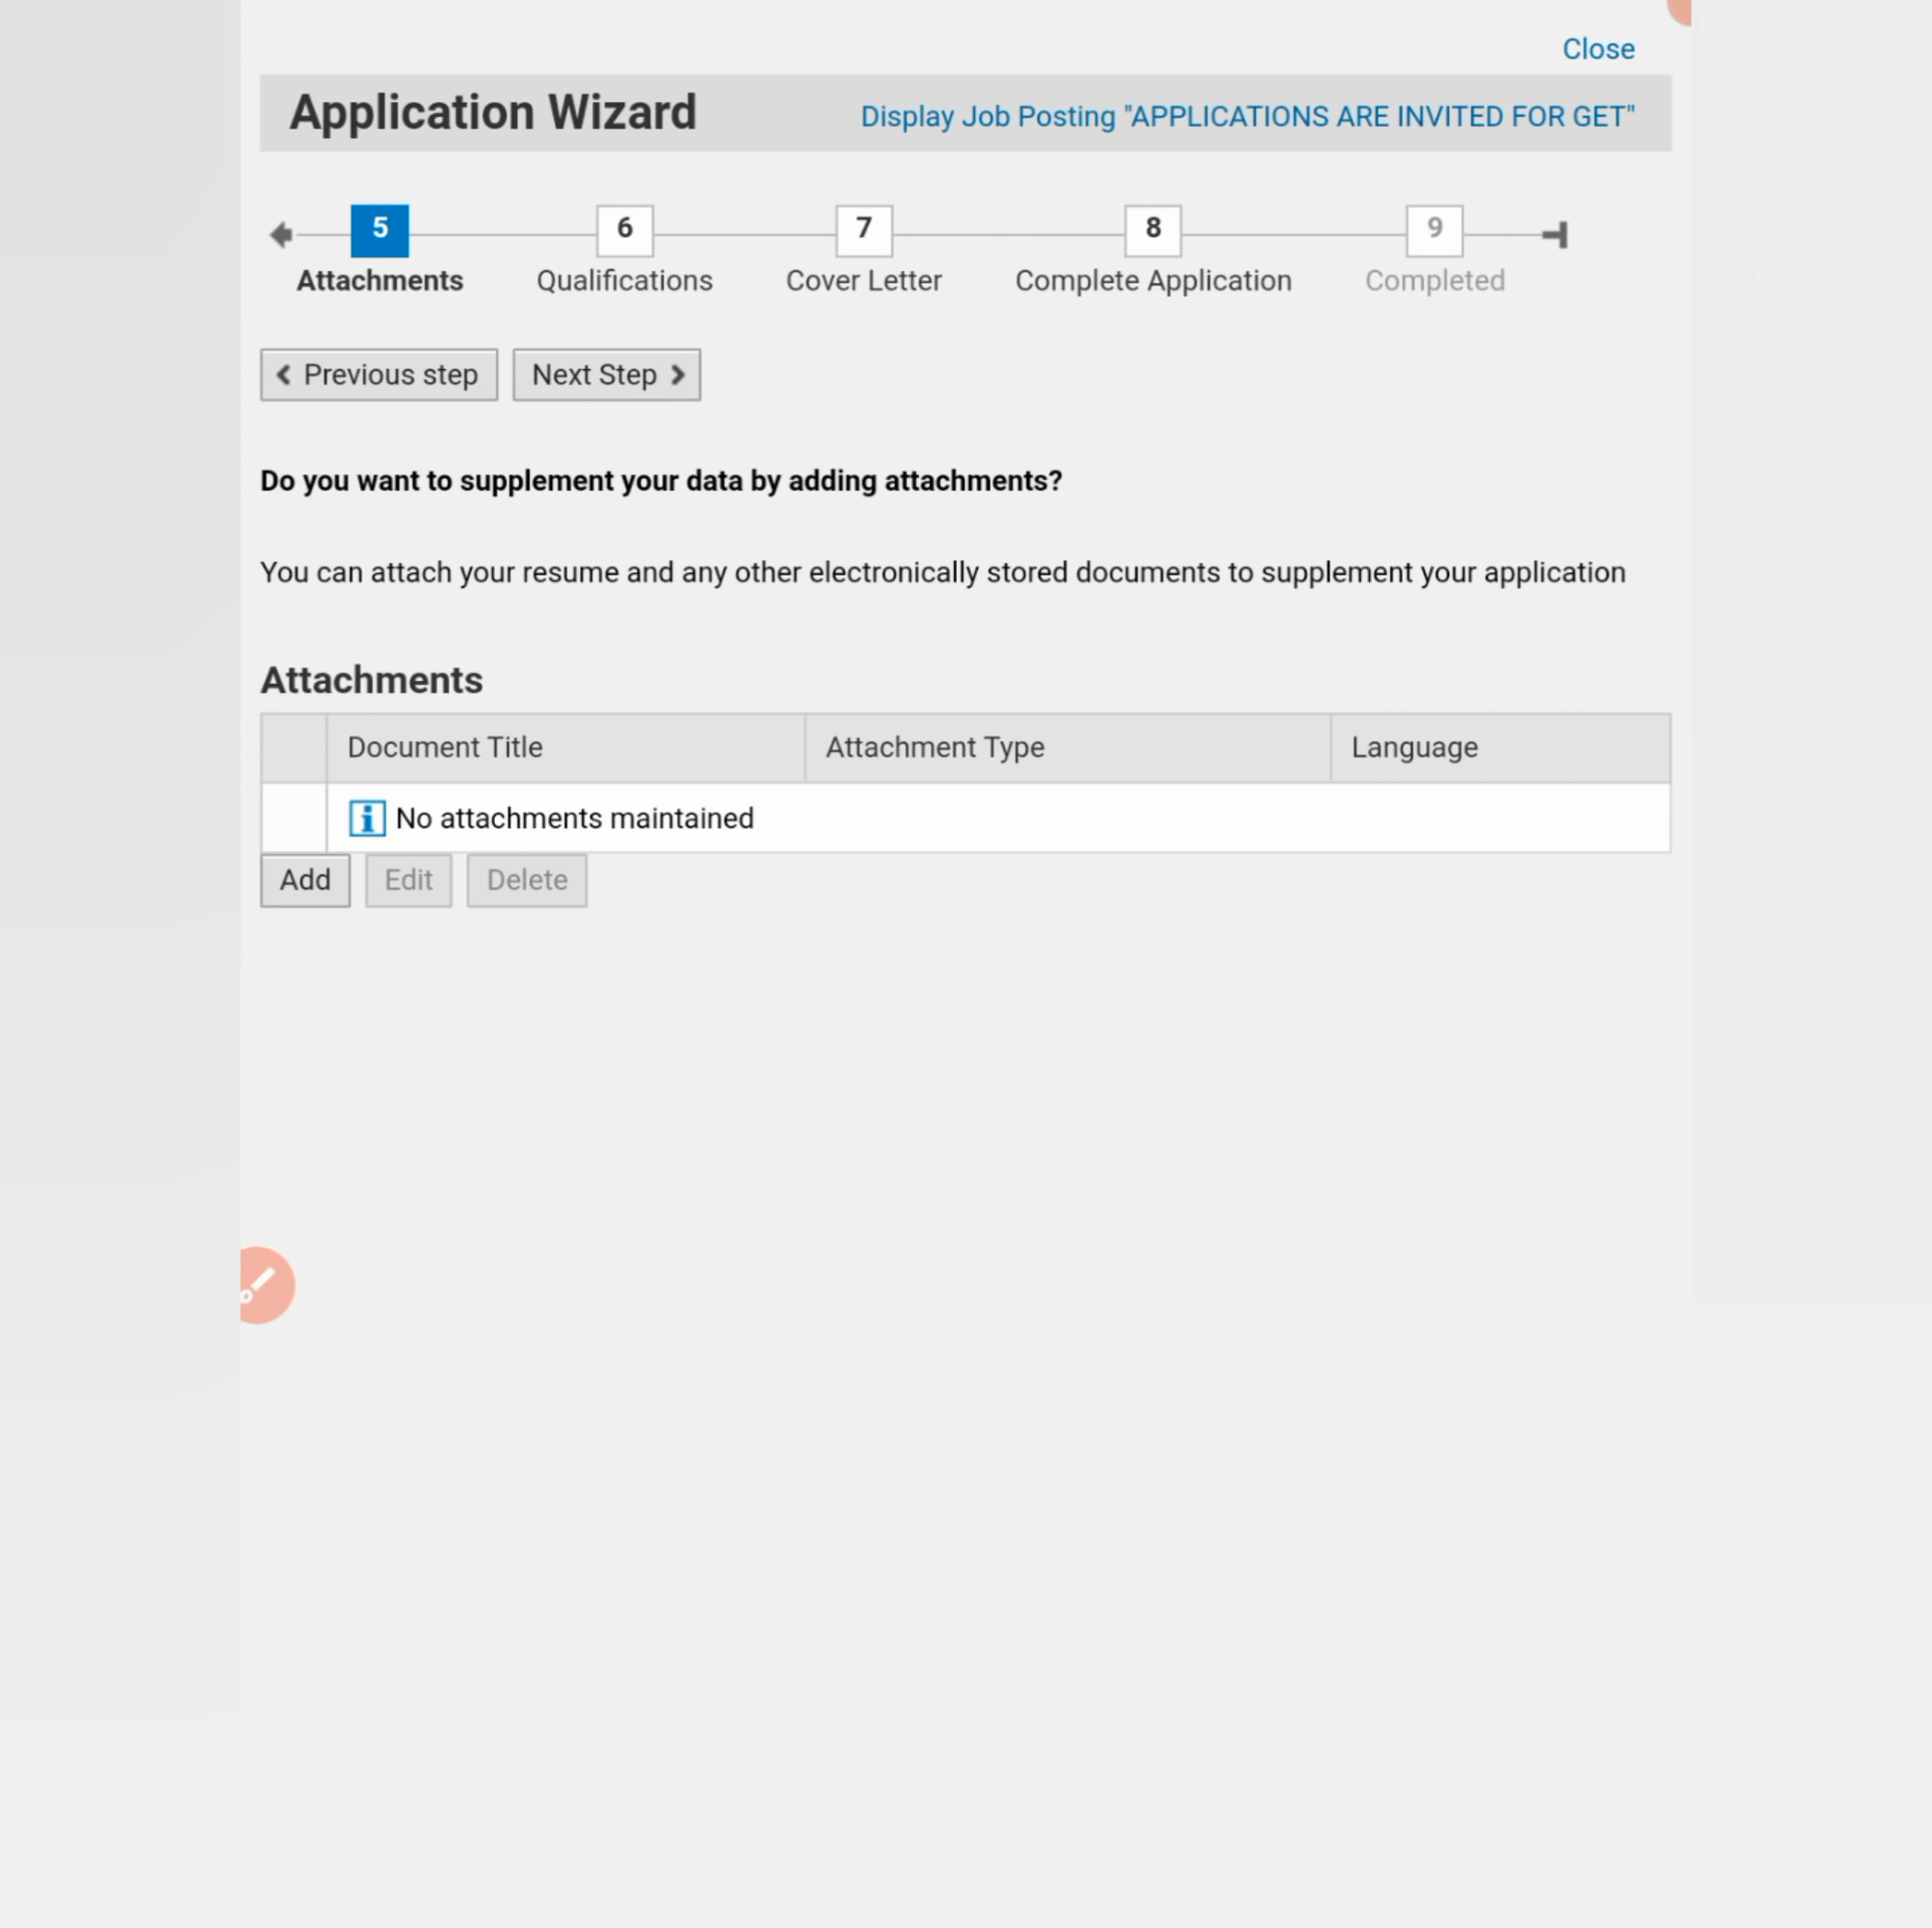 Close
Application Wizard
Display Job Posting "APPLICATIONS ARE INVITED FOR GET"
5 6 7 8 9
Attachments Qualifications Cover Letter Complete Application Completed
Previous step Next Step
Do you want to supplement your data by adding attachments?
You can attach your resume and any other electronically stored documents to supplement your application
Attachments
Document Title Attachment Type Language
No attachments maintained
Add Edit Delete